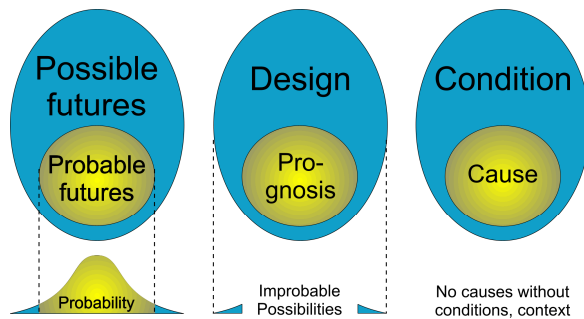 Possible
futures
Probable
futures
Probability
Design
Pro-
gnosis
Improbable
Possibilities
Condition
Cause
No causes without
conditions, context